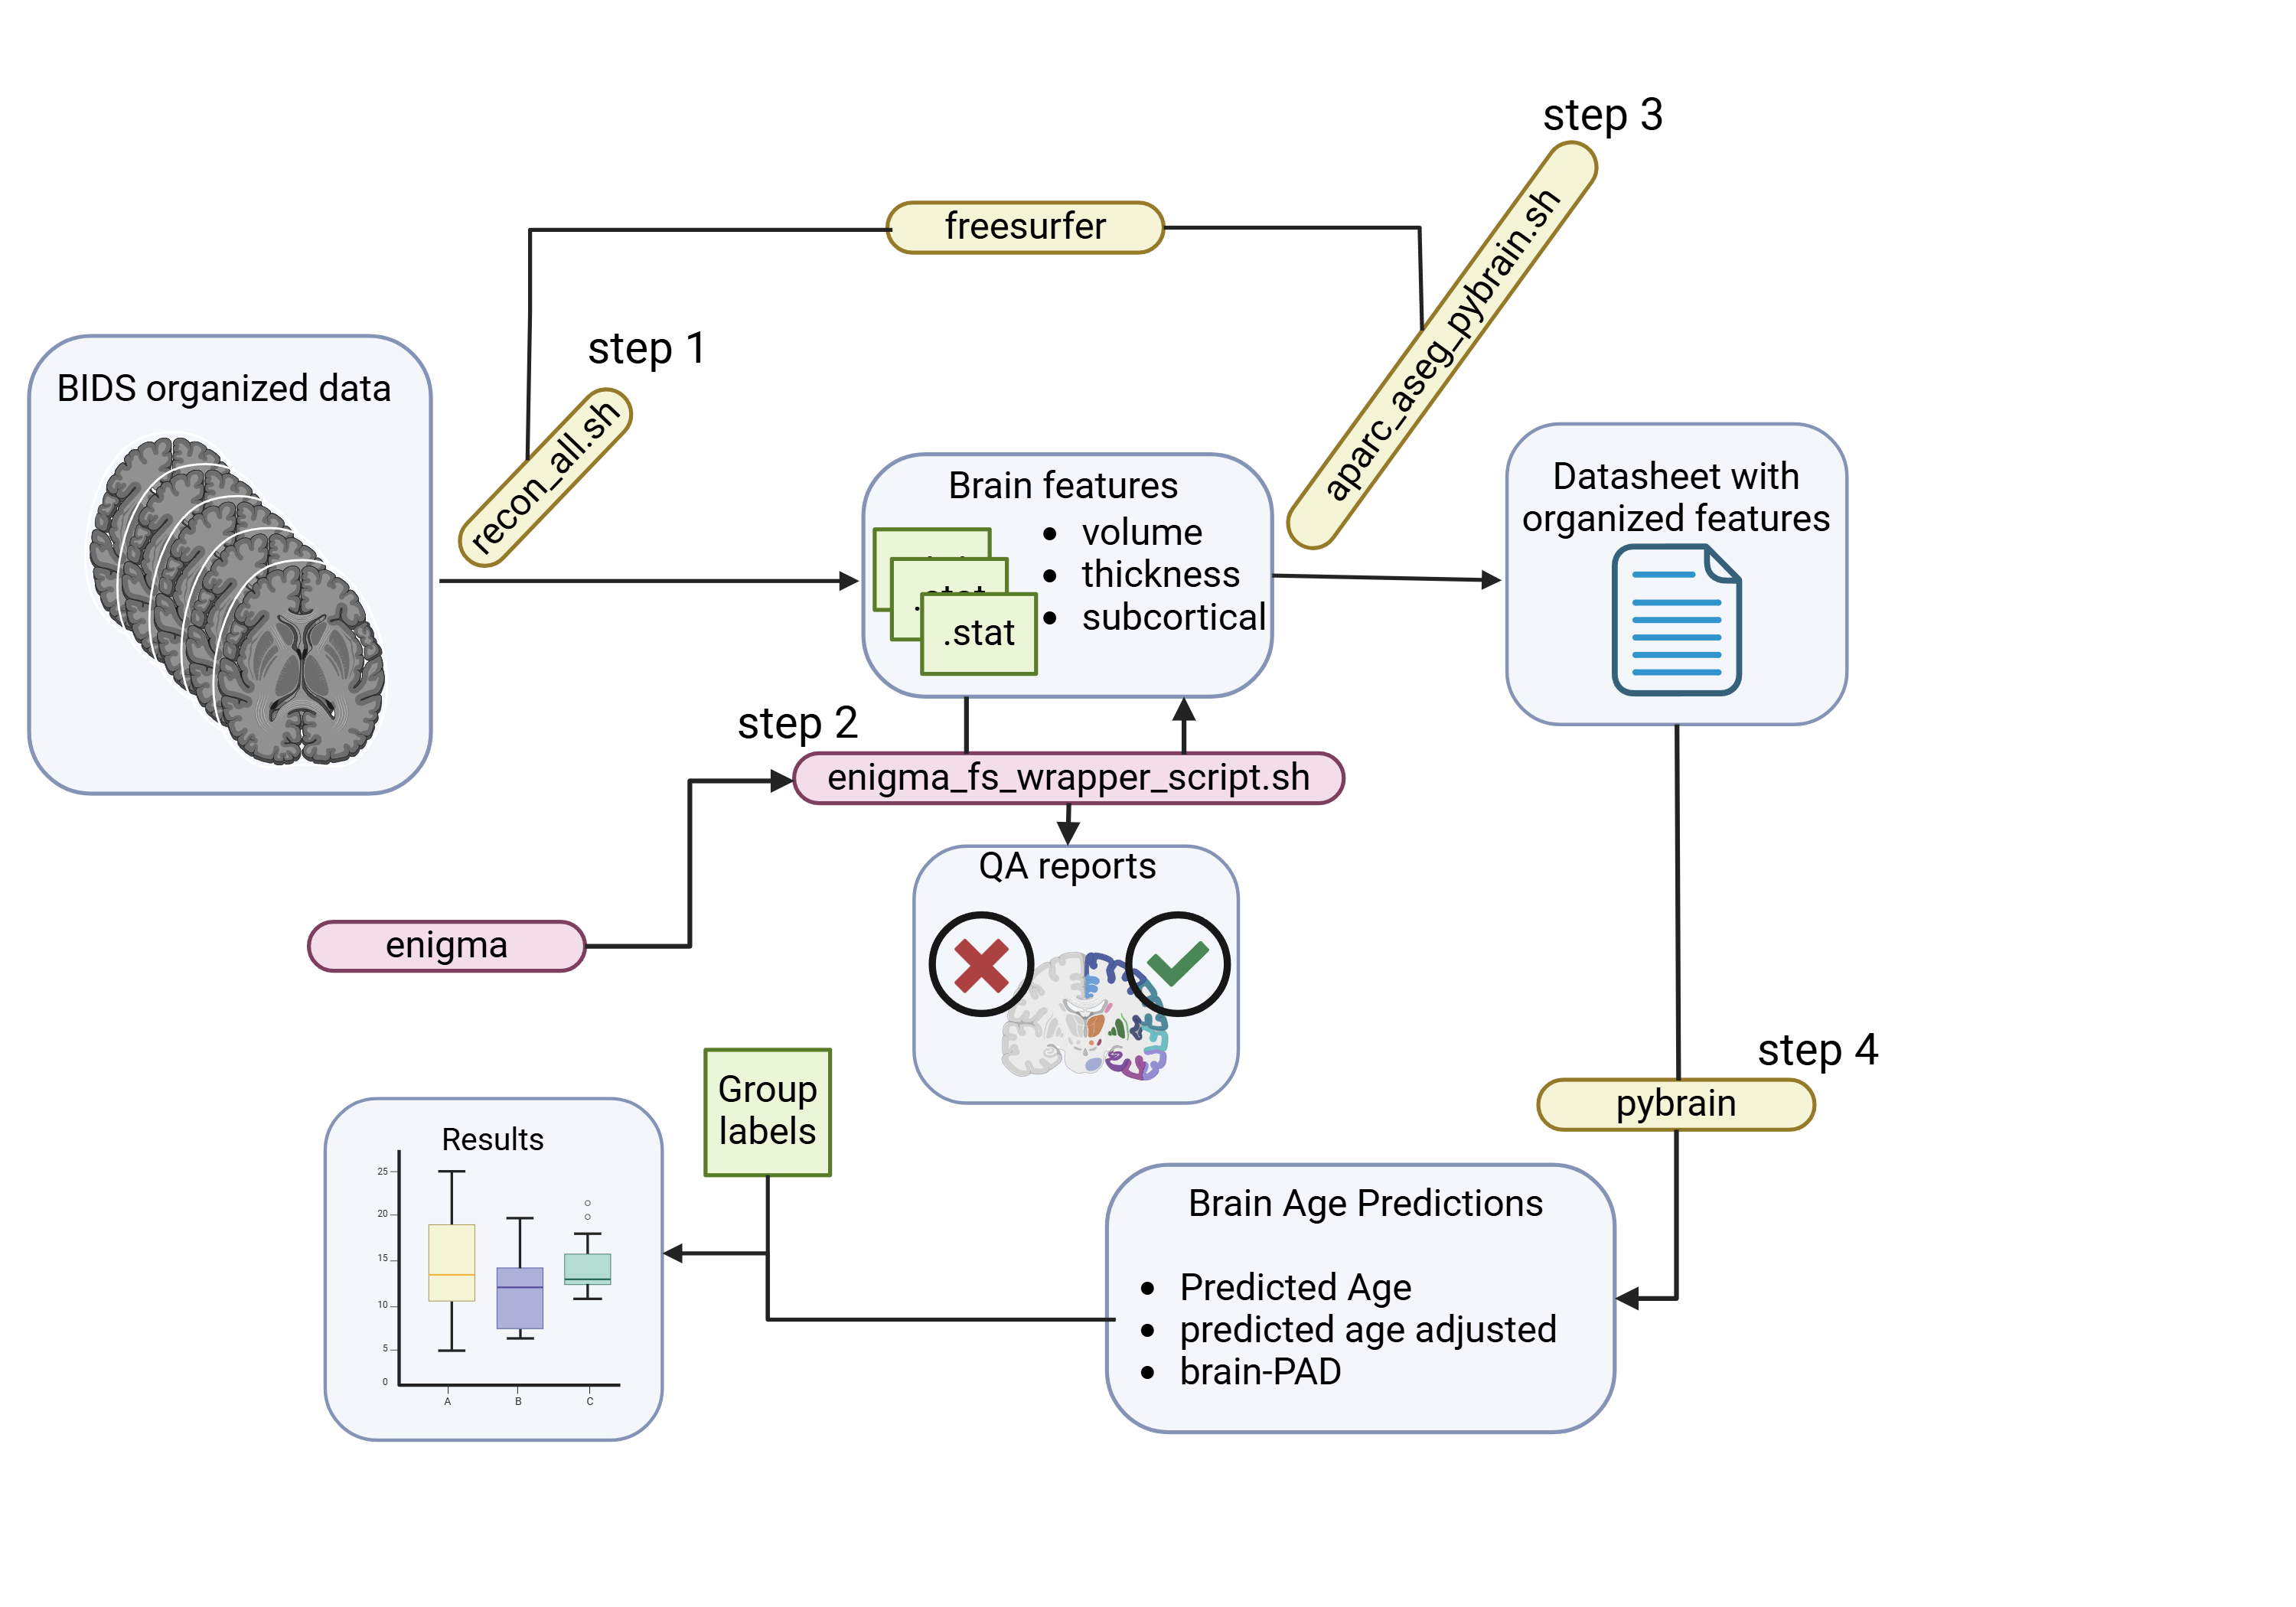 step 3
freesurfer
aparc_aseg_pybrain.sh
step 1
recon_all.sh
BIDS organized data
Brain features
volume
thickness
subcortical
.stat
.stat
Datasheet with
organized features
step 2
enigma_fs_wrapper_script.sh
QA reports
enigma
step 4
pybrain
Group
labels
Results
25
20
15
10
5
0
A
B
C
Brain Age Predictions
Predicted Age
predicted age adjusted
brain-PAD